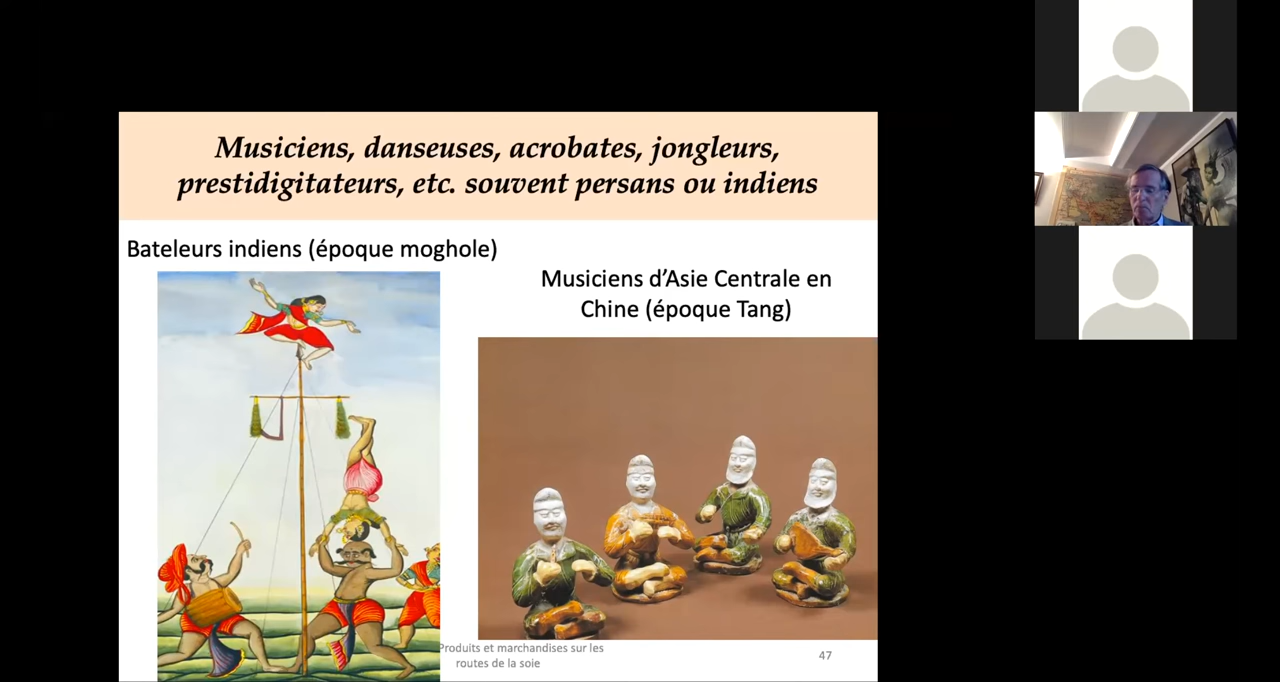 Musiciens, danseuses, acrobates, jongleurs,
prestidigitateurs, etc. souvent persans ou indiens
Bateleurs indiens (époque moghole)
Musiciens d’Asie Centrale en
Chine (époque Tang)
Produits et marchandises sur les
routes de la soie
47